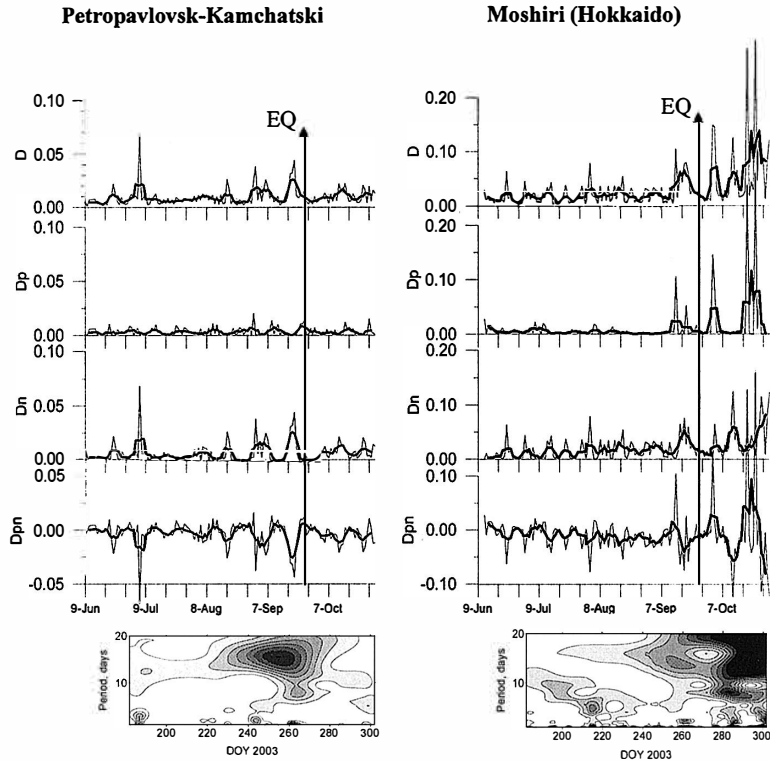 Petropavlovsk-Kamchatski
Moshiri (Hokkaido)
0.10
0.05
0.00
D
EQ
0.10
0.05
0.00
Dp
0.10
0.05
0.00
Dn
0.05
0.00
-0.05
Dpn
9-Jun 9-Jul 8-Aug 7-Sep 7-Oct
0.20
0.10
0.00
D
EQ
0.20
0.10
0.00
Dp
0.20
0.10
0.00
Dn
0.10
0.00
-0.10
Dpn
9-Jun 9-Jul 8-Aug 7-Sep 7-Oct
20
10
Period, days
200 220 240 260 280 300
DOY 2003
20
10
Period, days
200 220 240 260 280 300
DOY 2003